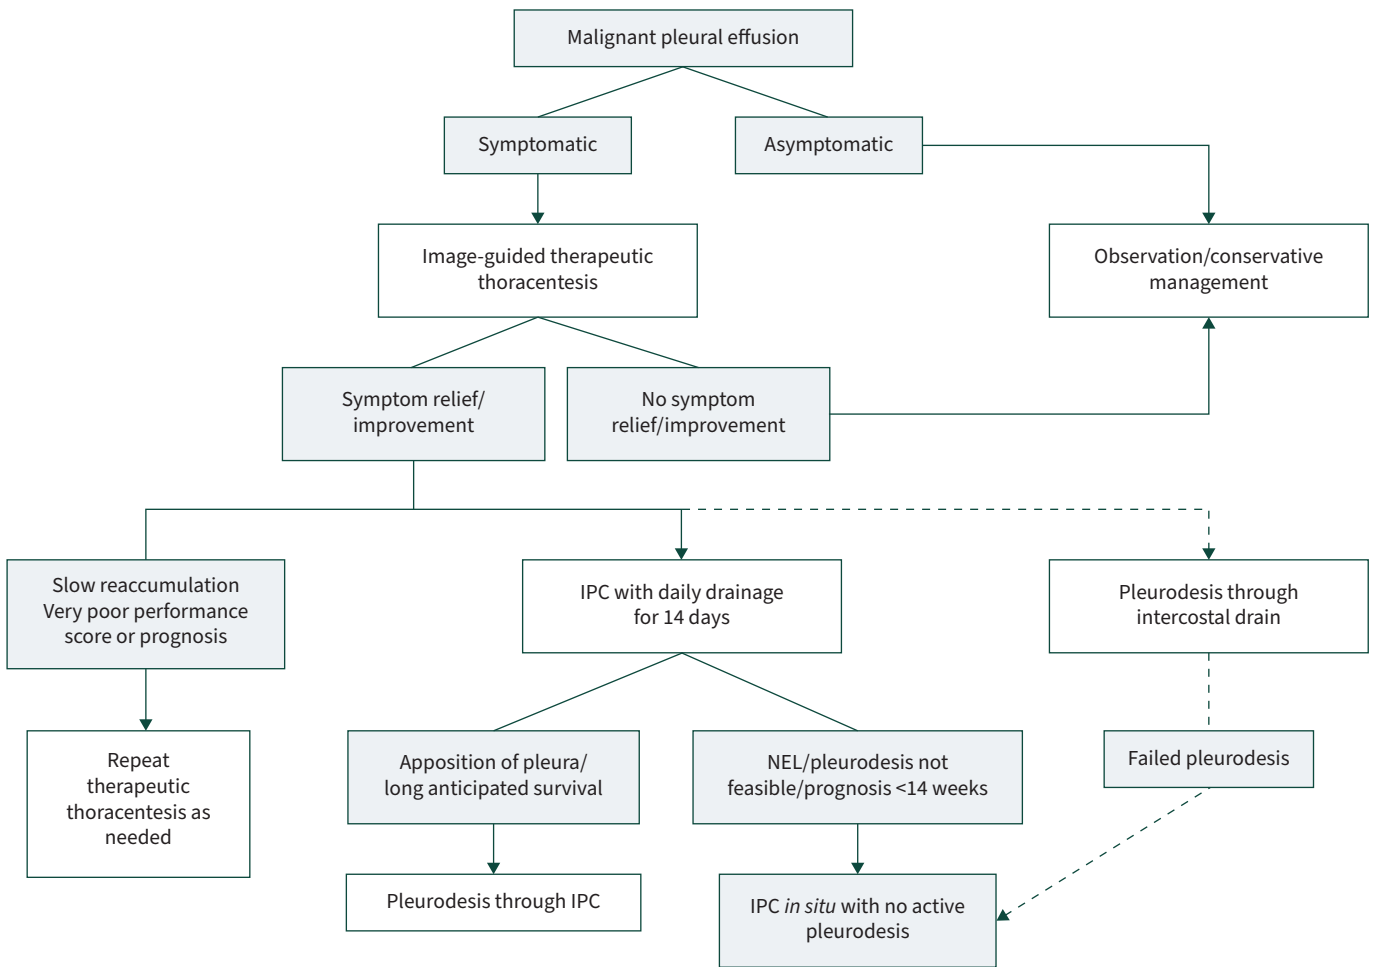 Malignant pleural effusion
Symptomatic
Asymptomatic
Image-guided therapeutic
thoracentesis
Observation/conservative
management
Symptom relief/
improvement
No symptom
relief/improvement
Slow reaccumulation
Very poor performance
score or prognosis
IPC with daily drainage
for 14 days
Pleurodesis through
intercostal drain
Repeat
therapeutic
thoracentesis as
needed
Apposition of pleura/
long anticipated survival
NEL/pleurodesis not
feasible/prognosis <14 weeks
Failed pleurodesis
Pleurodesis through IPC
IPC in situ with no active
pleurodesis